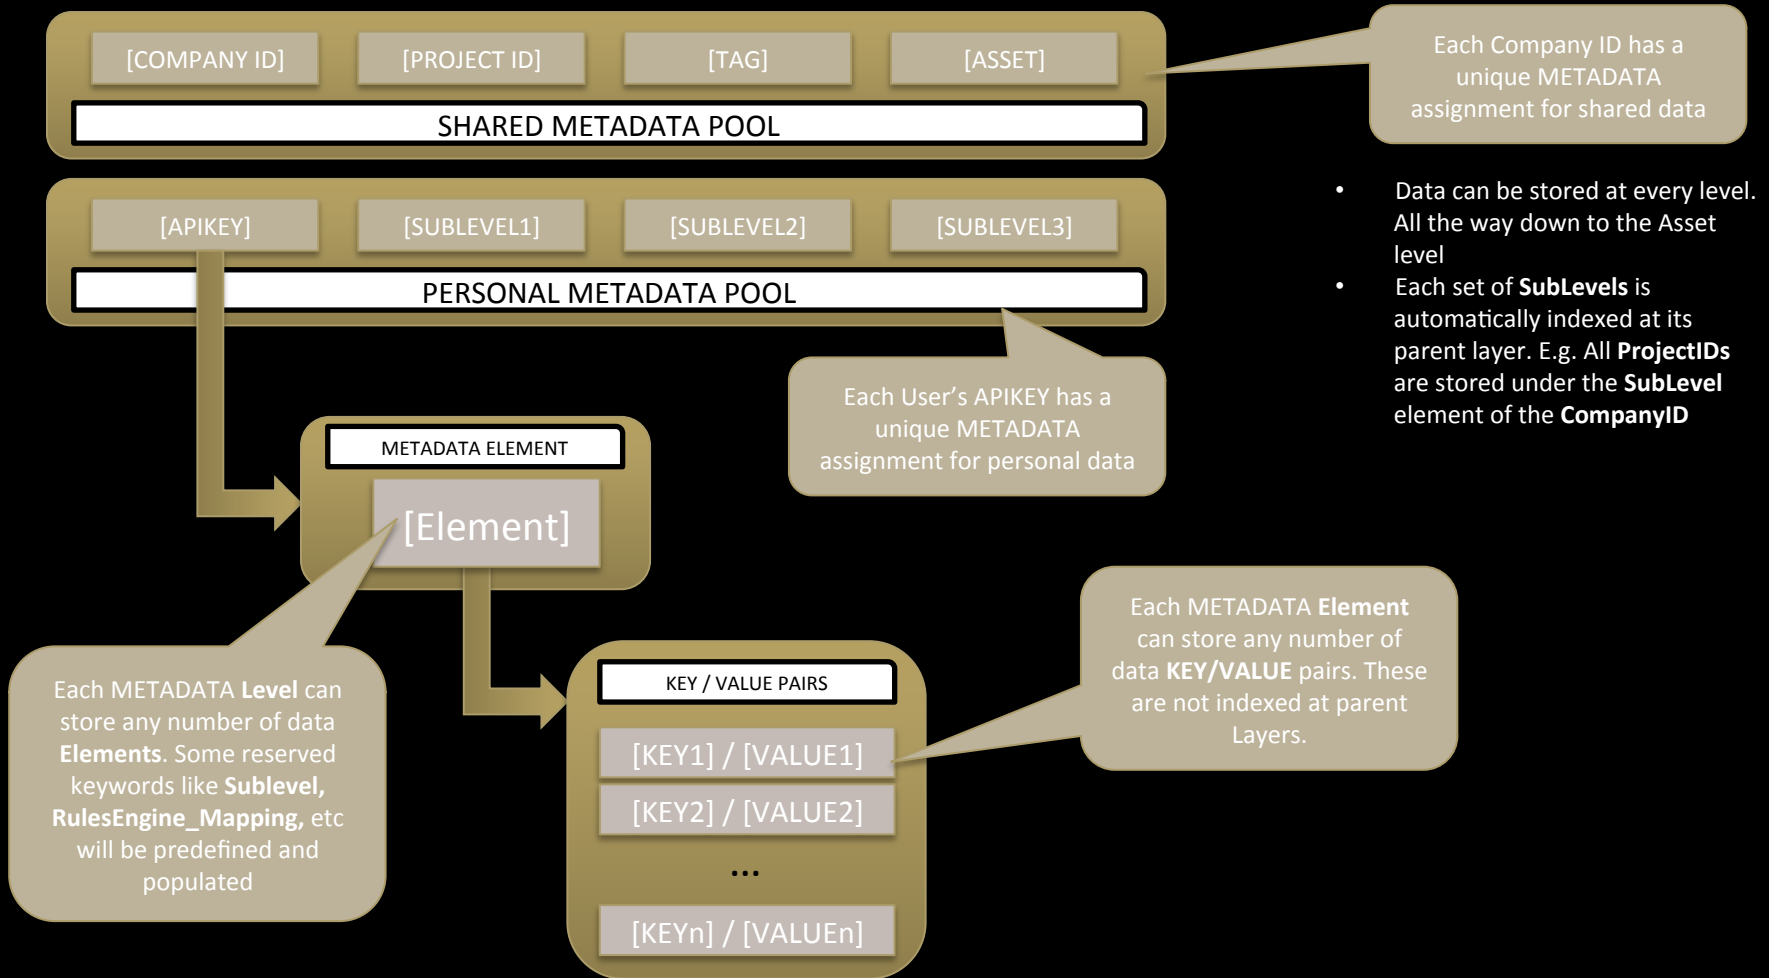 [COMPANY ID] [PROJECT ID] [TAG] [ASSET]
SHARED METADATA POOL
Each Company ID has a
unique METADATA
assignment for shared data
[APIKEY] [SUBLEVEL1] [SUBLEVEL2] [SUBLEVEL3]
PERSONAL METADATA POOL
• Data can be stored at every level.
All the way down to the Asset
level
• Each set of SubLevels is
automatically indexed at its
parent layer. E.g. All ProjectIDs
are stored under the SubLevel
element of the CompanyID
Each User’s APIKEY has a
unique METADATA
assignment for personal data
METADATA ELEMENT
[Element]
Each METADATA Level can
store any number of data
Elements. Some reserved
keywords like Sublevel,
RulesEngine_Mapping, etc
will be predefined and
populated
KEY / VALUE PAIRS
[KEY1] / [VALUE1]
[KEY2] / [VALUE2]
...
[KEYn] / [VALUEn]
Each METADATA Element
can store any number of
data KEY/VALUE pairs. These
are not indexed at parent
Layers.